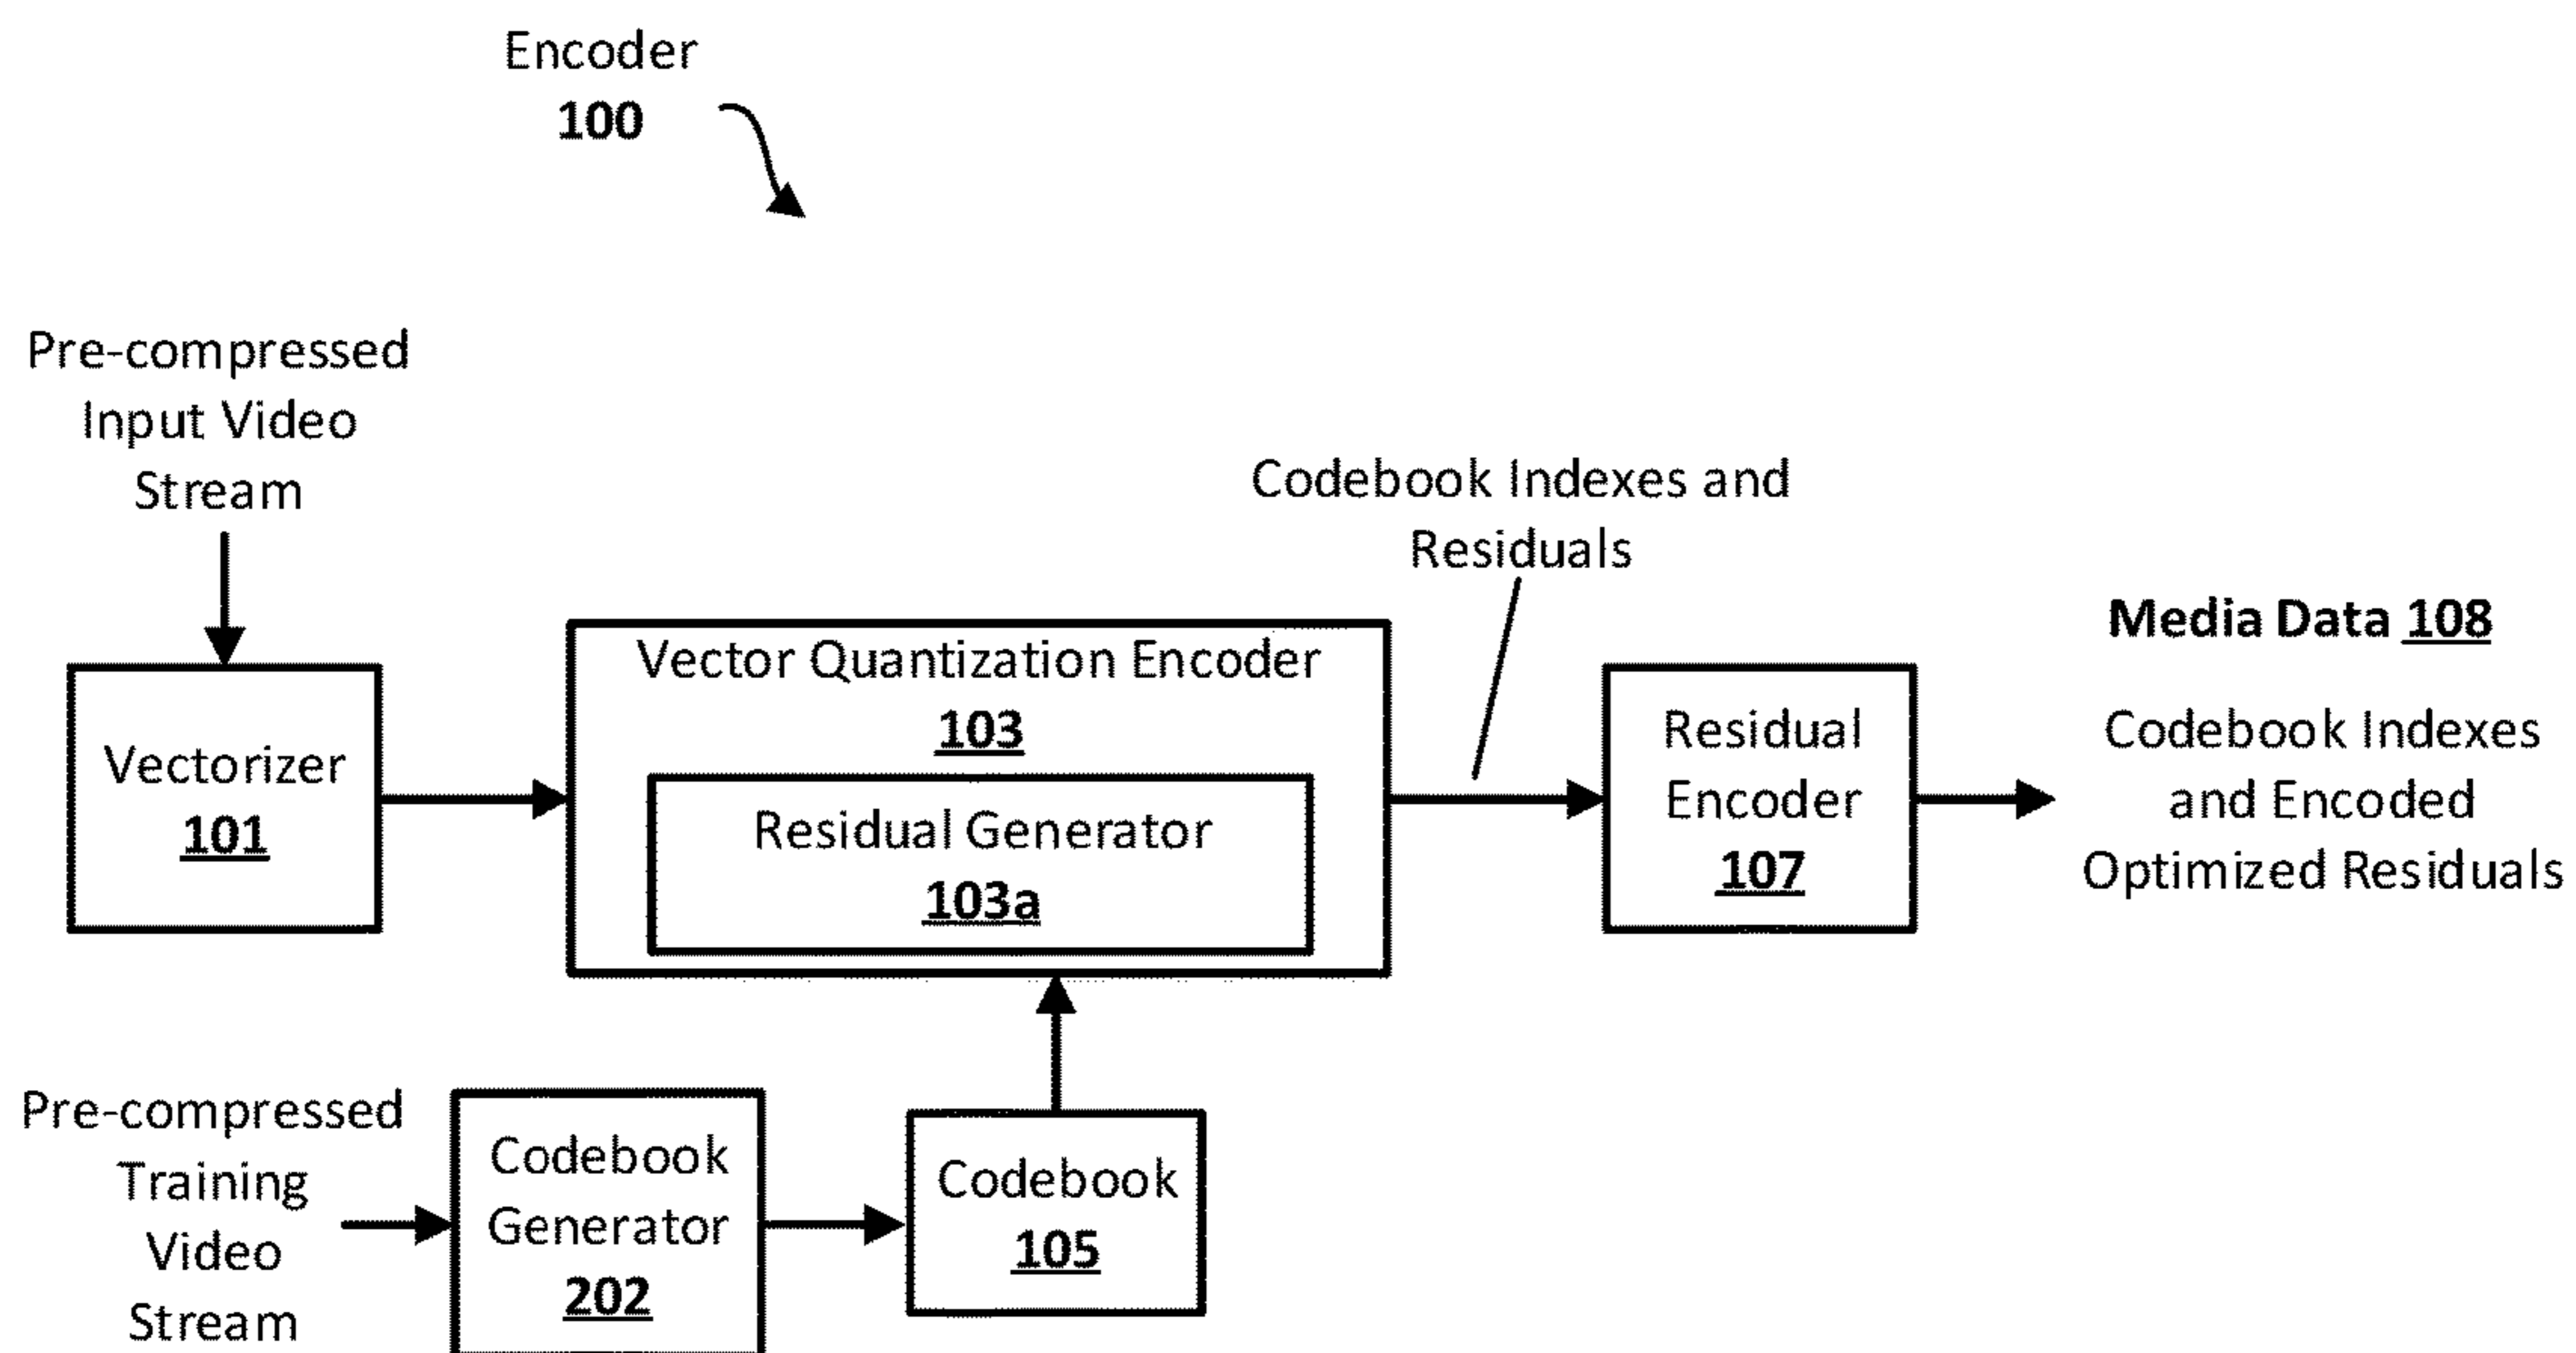 Encoder
100
Pre-compressed
Input Video
Stream
Vectorizer
101
Vector Quantization Encoder
103
Residual Generator
103a
Codebook Indexes and
Residuals
Residual
Encoder
107
Media Data 108
Codebook Indexes
and Encoded
Optimized Residuals
Pre-compressed
Training
Video
Stream
Codebook
Generator
202
Codebook
105